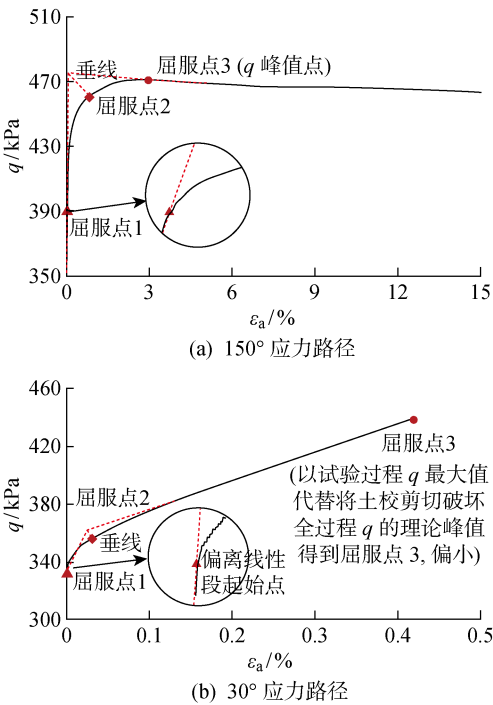 510
470
430
390
350
q/kPa
垂线
屈服点3 (q 峰值点)
屈服点2
屈服点1
0
3
6
9
12
15
εa/%
(a) 150° 应力路径
460
420
380
340
300
q/kPa
屈服点3
(以试验过程 q 最大值
代替将土校剪切破坏
全过程 q 的理论峰值
得到屈服点 3, 偏小)
屈服点2
垂线
屈服点1
偏离线性
段起始点
0
0.1
0.2
0.3
0.4
0.5
εa/%
(b) 30° 应力路径